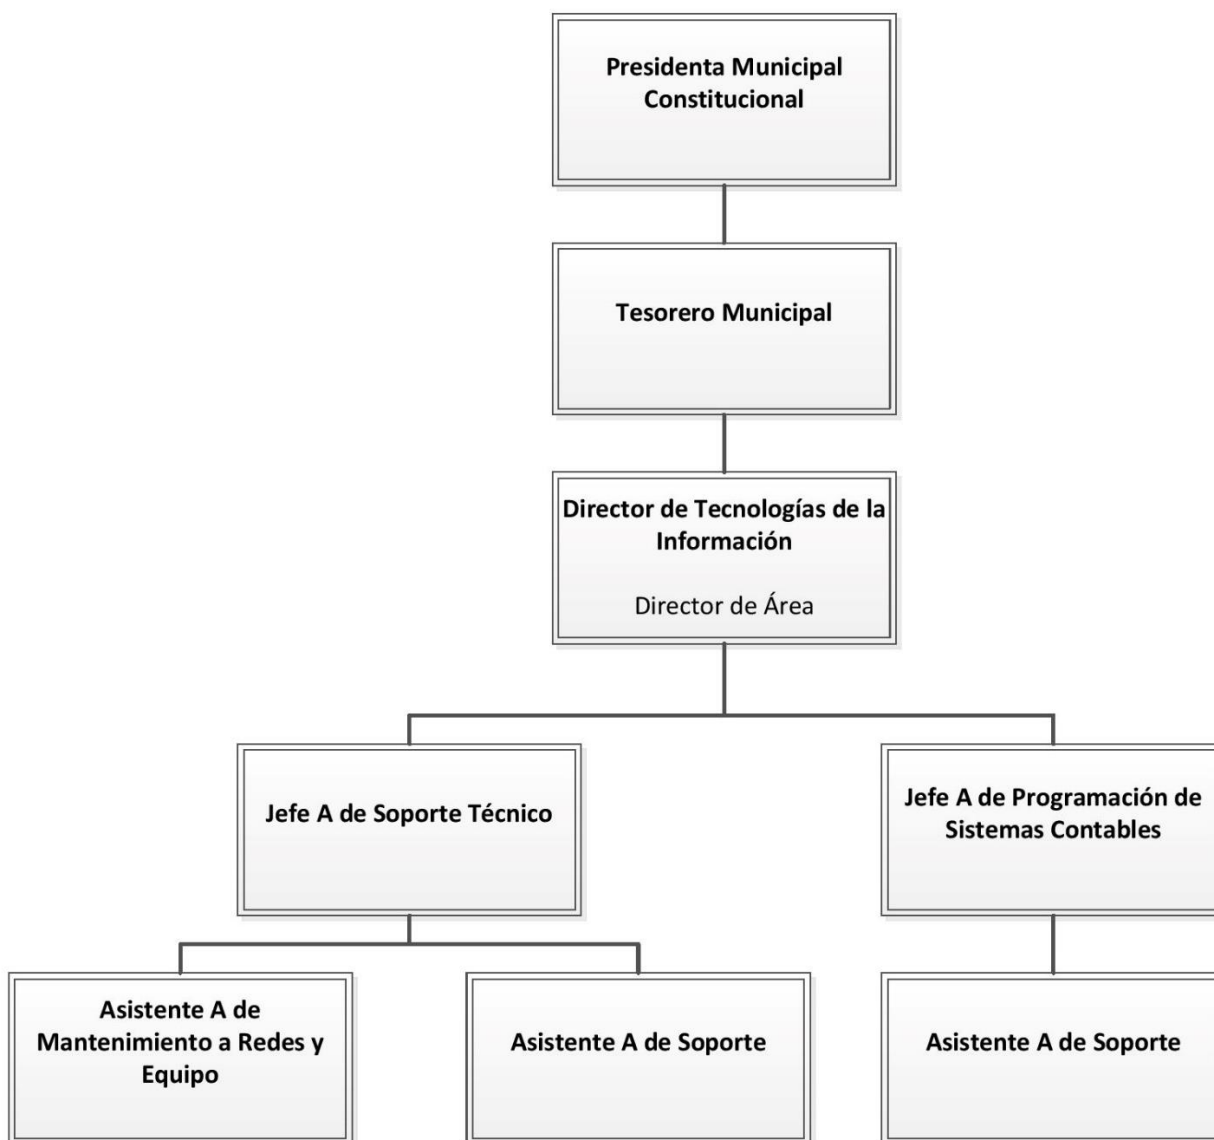 Presidenta Municipal
Constitucional
Tesorero Municipal
Director de Tecnologías de la
Información
Director de Área
Jefe A de Soporte Técnico
Jefe A de Programación de
Sistemas Contables
Asistente A de
Mantenimiento a Redes y
Equipo
Asistente A de Soporte
Asistente A de Soporte